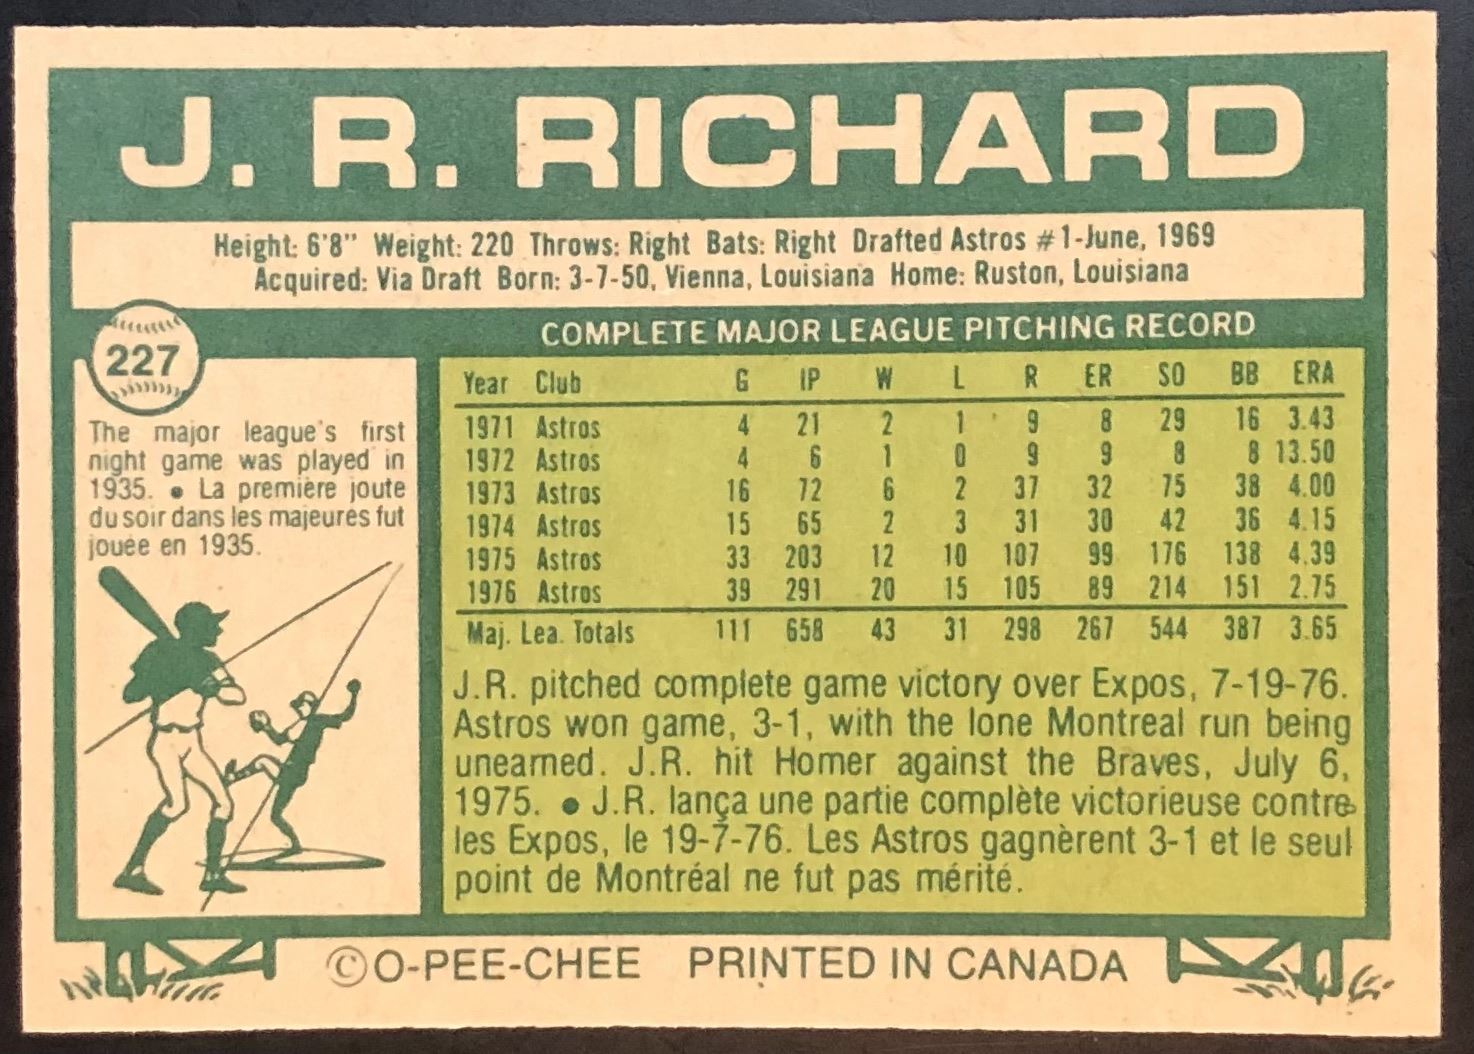 J. R. RICHARD
Height: 6'8" Weight: 220 Throws: Right Bats: Right Drafted Astros #1-June, 1969
Acquired: Via Draft Born: 3-7-50, Vienna, Louisiana Home: Ruston, Louisiana
227
The major league's first
night game was played in
1935. ● La première joute
du soir dans les majeures fut
jouée en 1935.
COMPLETE MAJOR LEAGUE PITCHING RECORD
Year Club G IP W L R ER SO BB ERA
1971 Astros 4 21 2 1 9 8 29 16 3.43
1972 Astros 4 6 1 0 9 9 8 8 13.50
1973 Astros 16 72 6 2 37 32 75 38 4.00
1974 Astros 15 65 2 3 31 30 42 36 4.15
1975 Astros 33 203 12 10 107 99 176 138 4.39
1976 Astros 39 291 20 15 105 89 214 151 2.75
Maj. Lea. Totals 111 658 43 31 298 267 544 387 3.65
J.R. pitched complete game victory over Expos, 7-19-76.
Astros won game, 3-1, with the lone Montreal run being
unearned. J.R. hit Homer against the Braves, July 6,
1975. ● J.R. lança une partie complète victorieuse contre
les Expos, le 19-7-76. Les Astros gagnèrent 3-1 et le seul
point de Montréal ne fut pas mérité.
©O-PEE-CHEE PRINTED IN CANADA